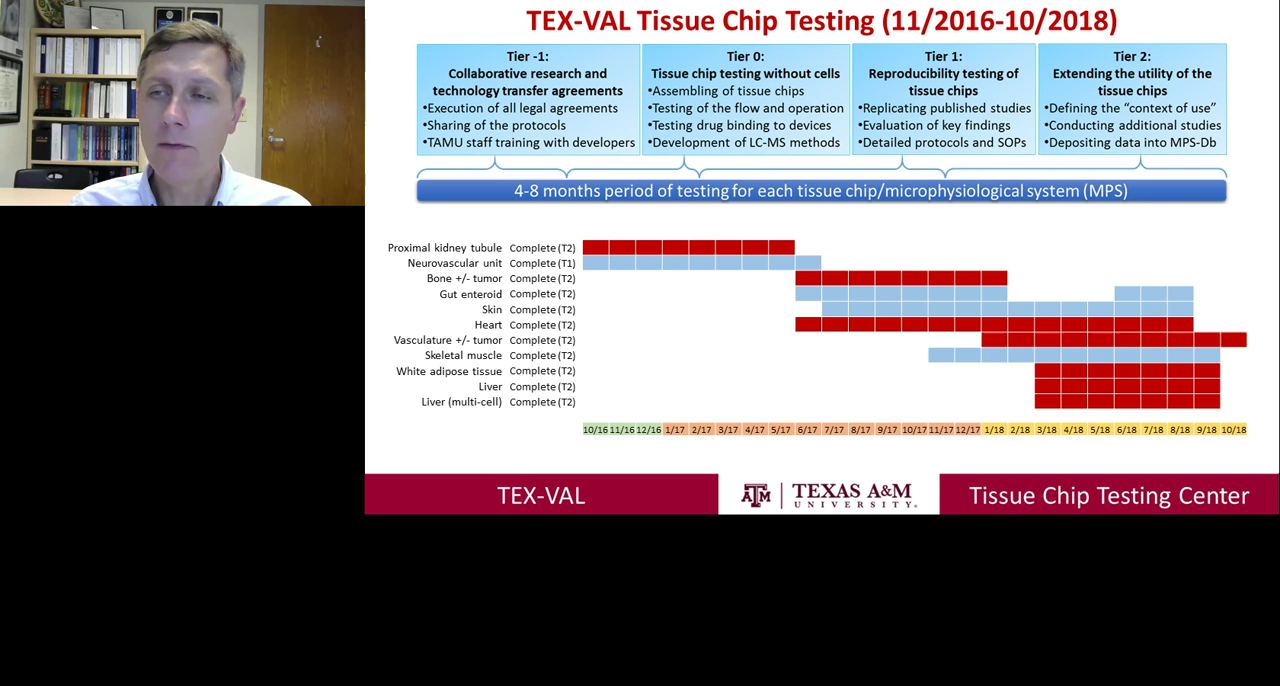 TEX-VAL Tissue Chip Testing (11/2016-10/2018)
Tier -1:
Collaborative research and
technology transfer agreements
•Execution of all legal agreements
•Sharing of the protocols
•TAMU staff training with developers
Tier 0:
Tissue chip testing without cells
•Assembling of tissue chips
•Testing of the flow and operation
•Testing drug binding to devices
•Development of LC-MS methods
Tier 1:
Reproducibility testing of
tissue chips
•Replicating published studies
•Evaluation of key findings
•Detailed protocols and SOPs
Tier 2:
Extending the utility of the
tissue chips
•Defining the “context of use”
•Conducting additional studies
•Depositing data into MPS-Db
4-8 months period of testing for each tissue chip/microphysiological system (MPS)
Proximal kidney tubule Complete (T2)
Neurovascular unit Complete (T1)
Bone +/- tumor Complete (T2)
Gut enteroid Complete (T2)
Skin Complete (T2)
Heart Complete (T2)
Vasculature +/- tumor Complete (T2)
Skeletal muscle Complete (T2)
White adipose tissue Complete (T2)
Liver Complete (T2)
Liver (multi-cell) Complete (T2)
10/16 11/16 12/16 1/17 2/17 3/17 4/17 5/17 6/17 7/17 8/17 9/17 10/17 11/17 12/17 1/18 2/18 3/18 4/18 5/18 6/18 7/18 8/18 9/18 10/18
TEX-VAL
ATM
TEXAS A&M
UNIVERSITY.
Tissue Chip Testing Center